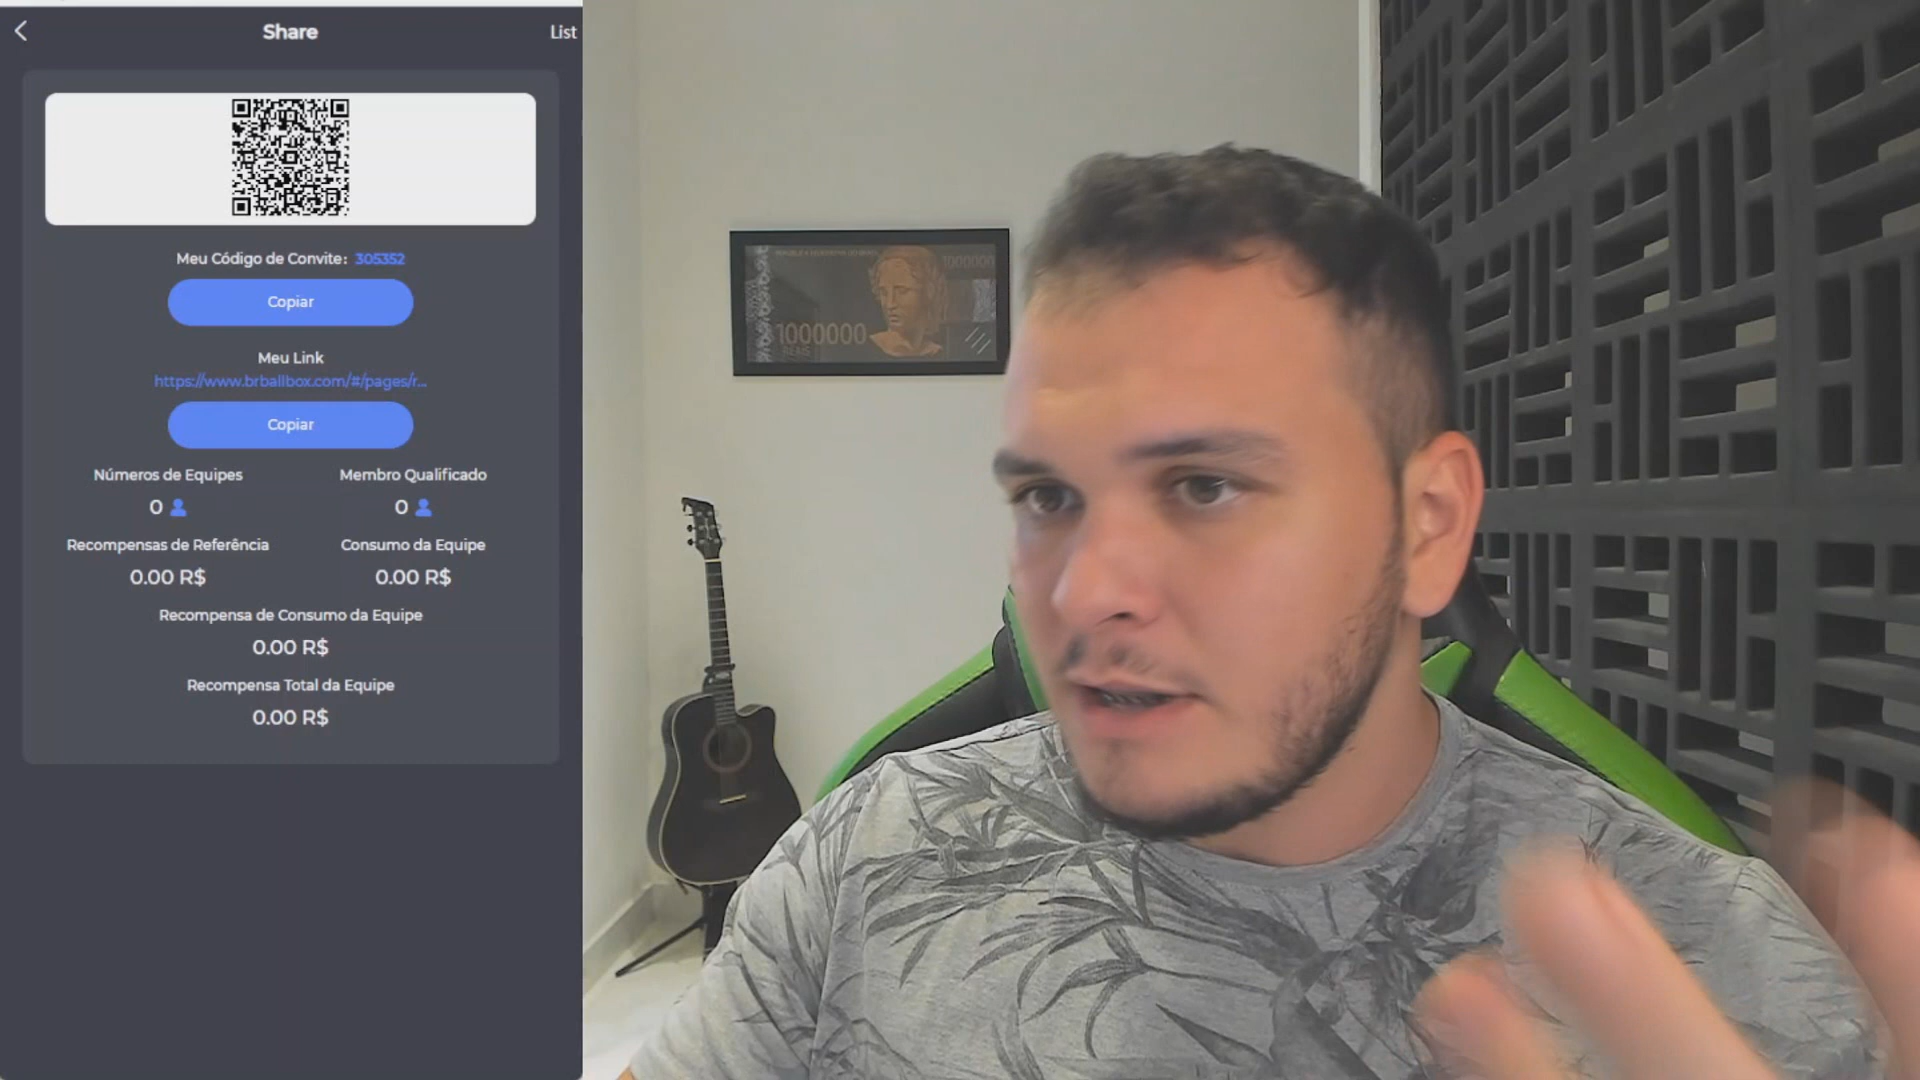 Share
List
Meu Código de Convite: 305352
Copiar
Meu Link
https://www.brballbox.com/#/pages/r...
Copiar
Números de Equipes
Membro Qualificado
0
0
Recompensas de Referência
Consumo da Equipe
0.00 R$
0.00 R$
Recompensa de Consumo da Equipe
0.00 R$
Recompensa Total da Equipe
0.00 R$
1000000
1000000
REAIS